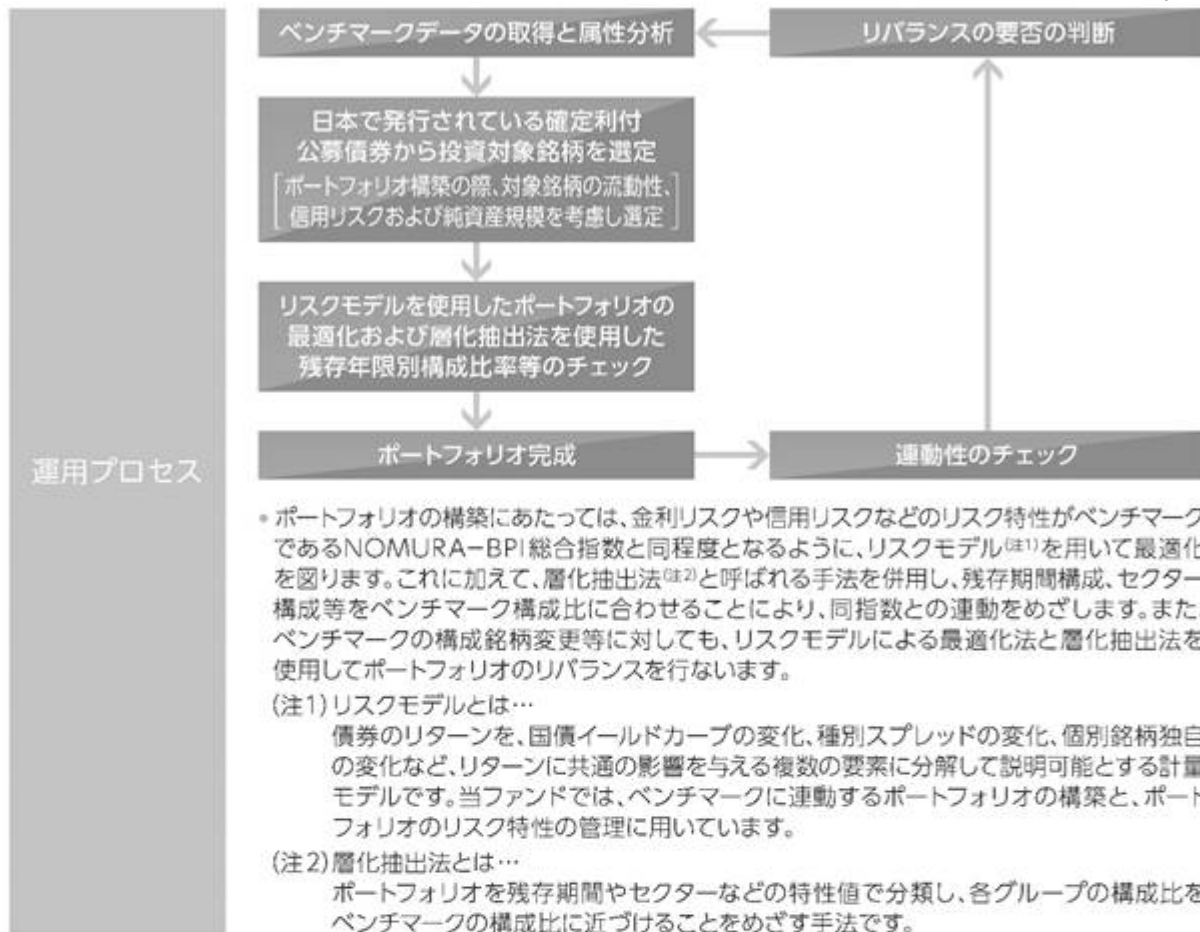 ベンチマークデータの取得と属性分析
リバランスの要否の判断
日本で発行されている確定利付
公募債券から投資対象銘柄を選定
[ポートフォリオ構築の際、対象銘柄の流動性、
信用リスクおよび純資産規模を考慮し選定]
リスクモデルを使用したポートフォリオの
最適化および層化抽出法を使用した
残存年限別構成比率等のチェック
ポートフォリオ完成
連動性のチェック
運用プロセス
•ポートフォリオの構築にあたっては、金利リスクや信用リスクなどのリスク特性がベンチマーク
であるNOMURA-BPI総合指数と同程度となるように、リスクモデル(注1)を用いて最適化
を図ります。これに加えて、層化抽出法(注2)と呼ばれる手法を併用し、残存期間構成、セクター
構成等をベンチマーク構成比に合わせることにより、同指数との連動をめざします。また、
ベンチマークの構成銘柄変更等に対しても、リスクモデルによる最適化法と層化抽出法を
使用してポートフォリオのリバランスを行ないます。
(注1)リスクモデルとは…
債券のリターンを、国債イールドカーブの変化、種別スプレッドの変化、個別銘柄独自
の変化など、リターンに共通の影響を与える複数の要素に分解して説明可能とする計量
モデルです。当ファンドでは、ベンチマークに連動するポートフォリオの構築と、ポート
フォリオのリスク特性の管理に用いています。
(注2)層化抽出法とは…
ポートフォリオを残存期間やセクターなどの特性値で分類し、各グループの構成比を
ベンチマークの構成比に近づけることをめざす手法です。